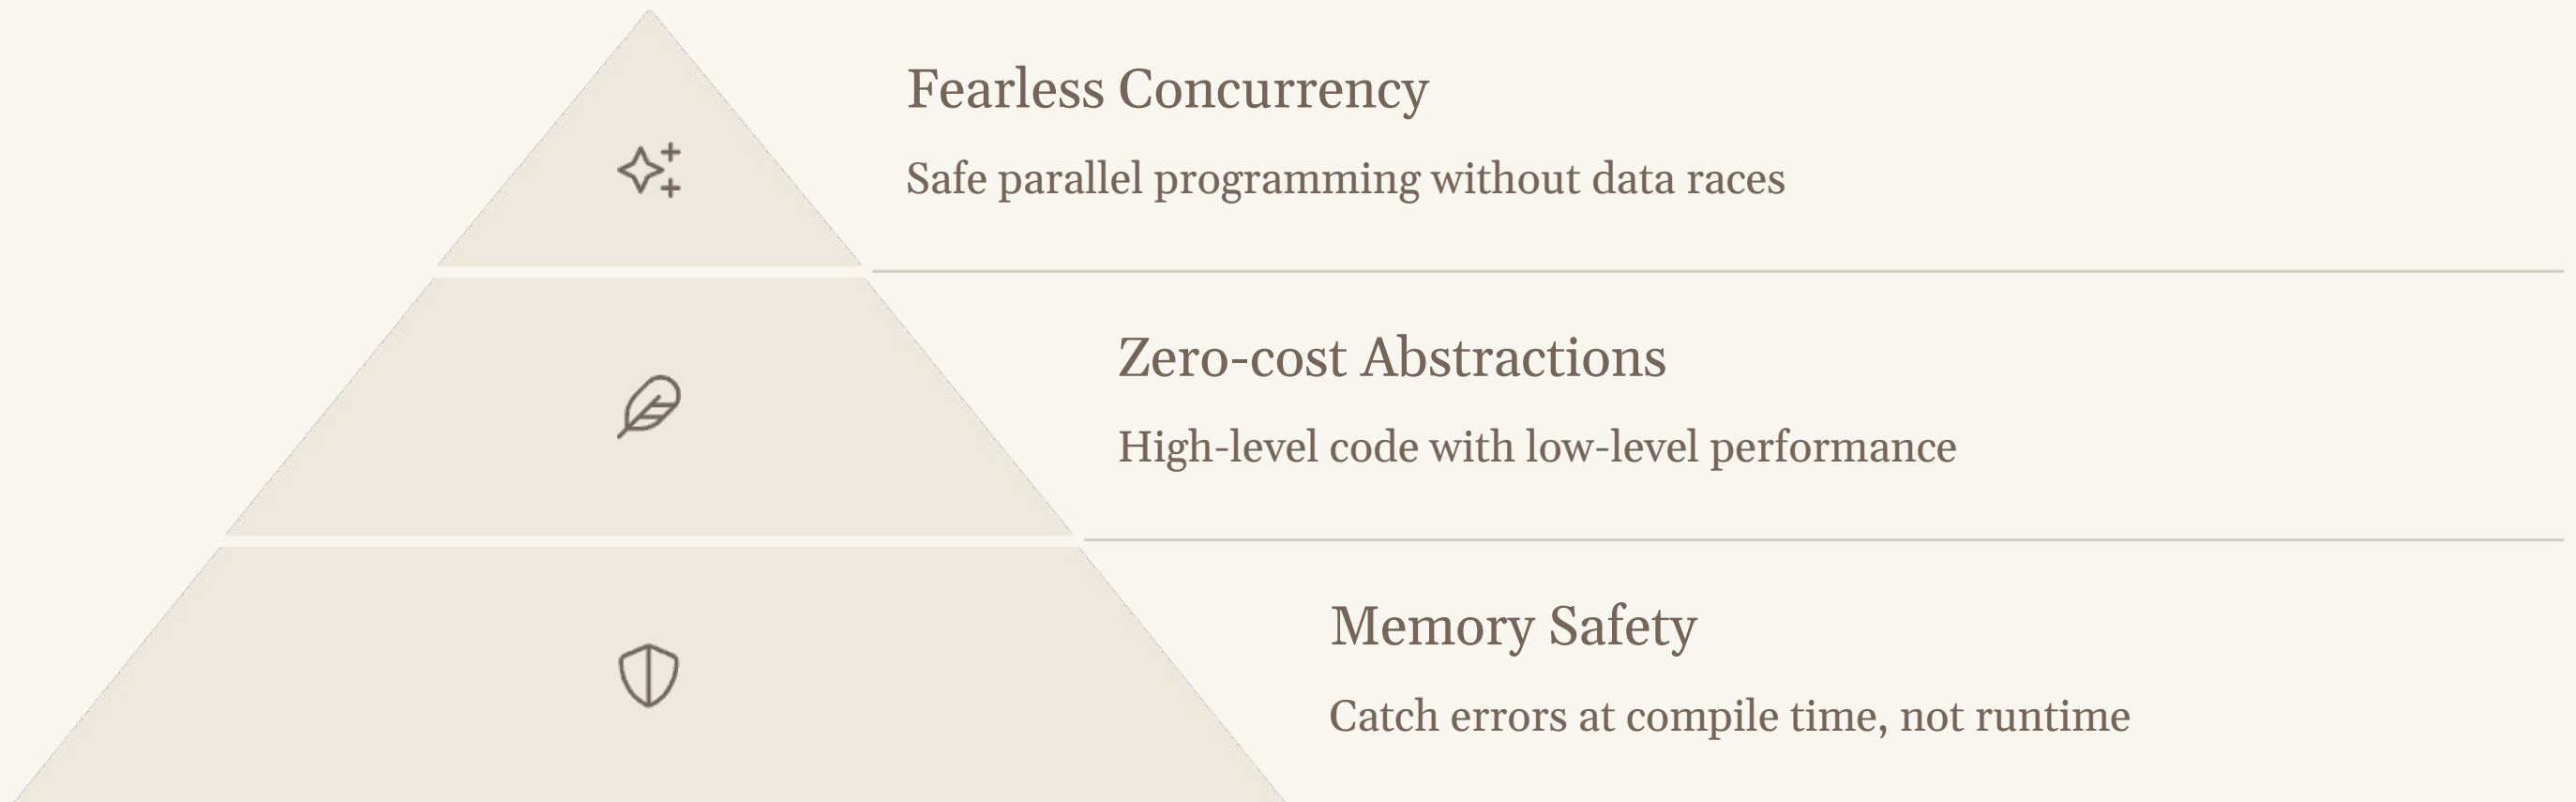 Fearless Concurrency
Safe parallel programming without data races
Zero-cost Abstractions
High-level code with low-level performance
Memory Safety
Catch errors at compile time, not runtime